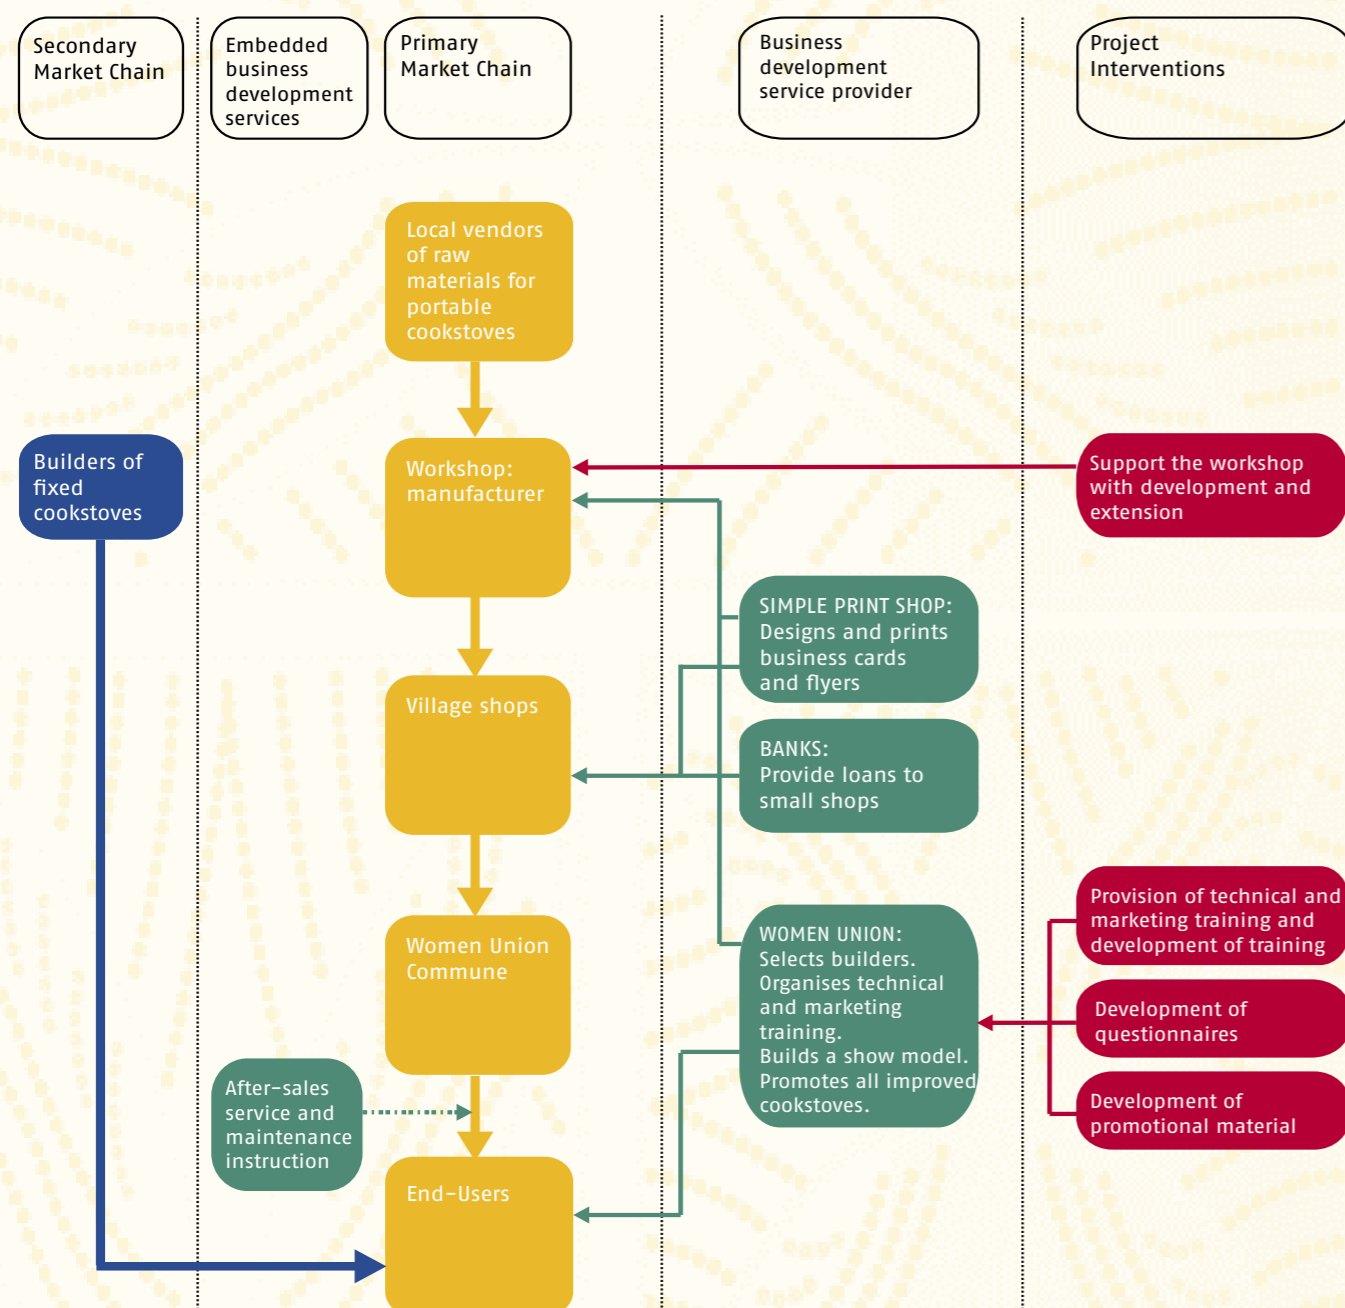 Secondary
Market Chain
Embedded
business
development
services
Primary
Market Chain
Business
development
service provider
Project
Interventions
Local vendors
of raw
materials for
portable
cookstoves
Builders of
fixed
cookstoves
Workshop:
manufacturer
Support the workshop
with development and
extension
SIMPLE PRINT SHOP:
Designs and prints
business cards
and flyers
Village shops
BANKS:
Provide loans to
small shops
Women Union
Commune
WOMEN UNION:
Selects builders.
Organises technical
and marketing
training.
Builds a show model.
Promotes all improved
cookstoves.
Provision of technical and
marketing training and
development of training
Development of
questionnaires
Development of
promotional material
After-sales
service and
maintenance
instruction
End-Users